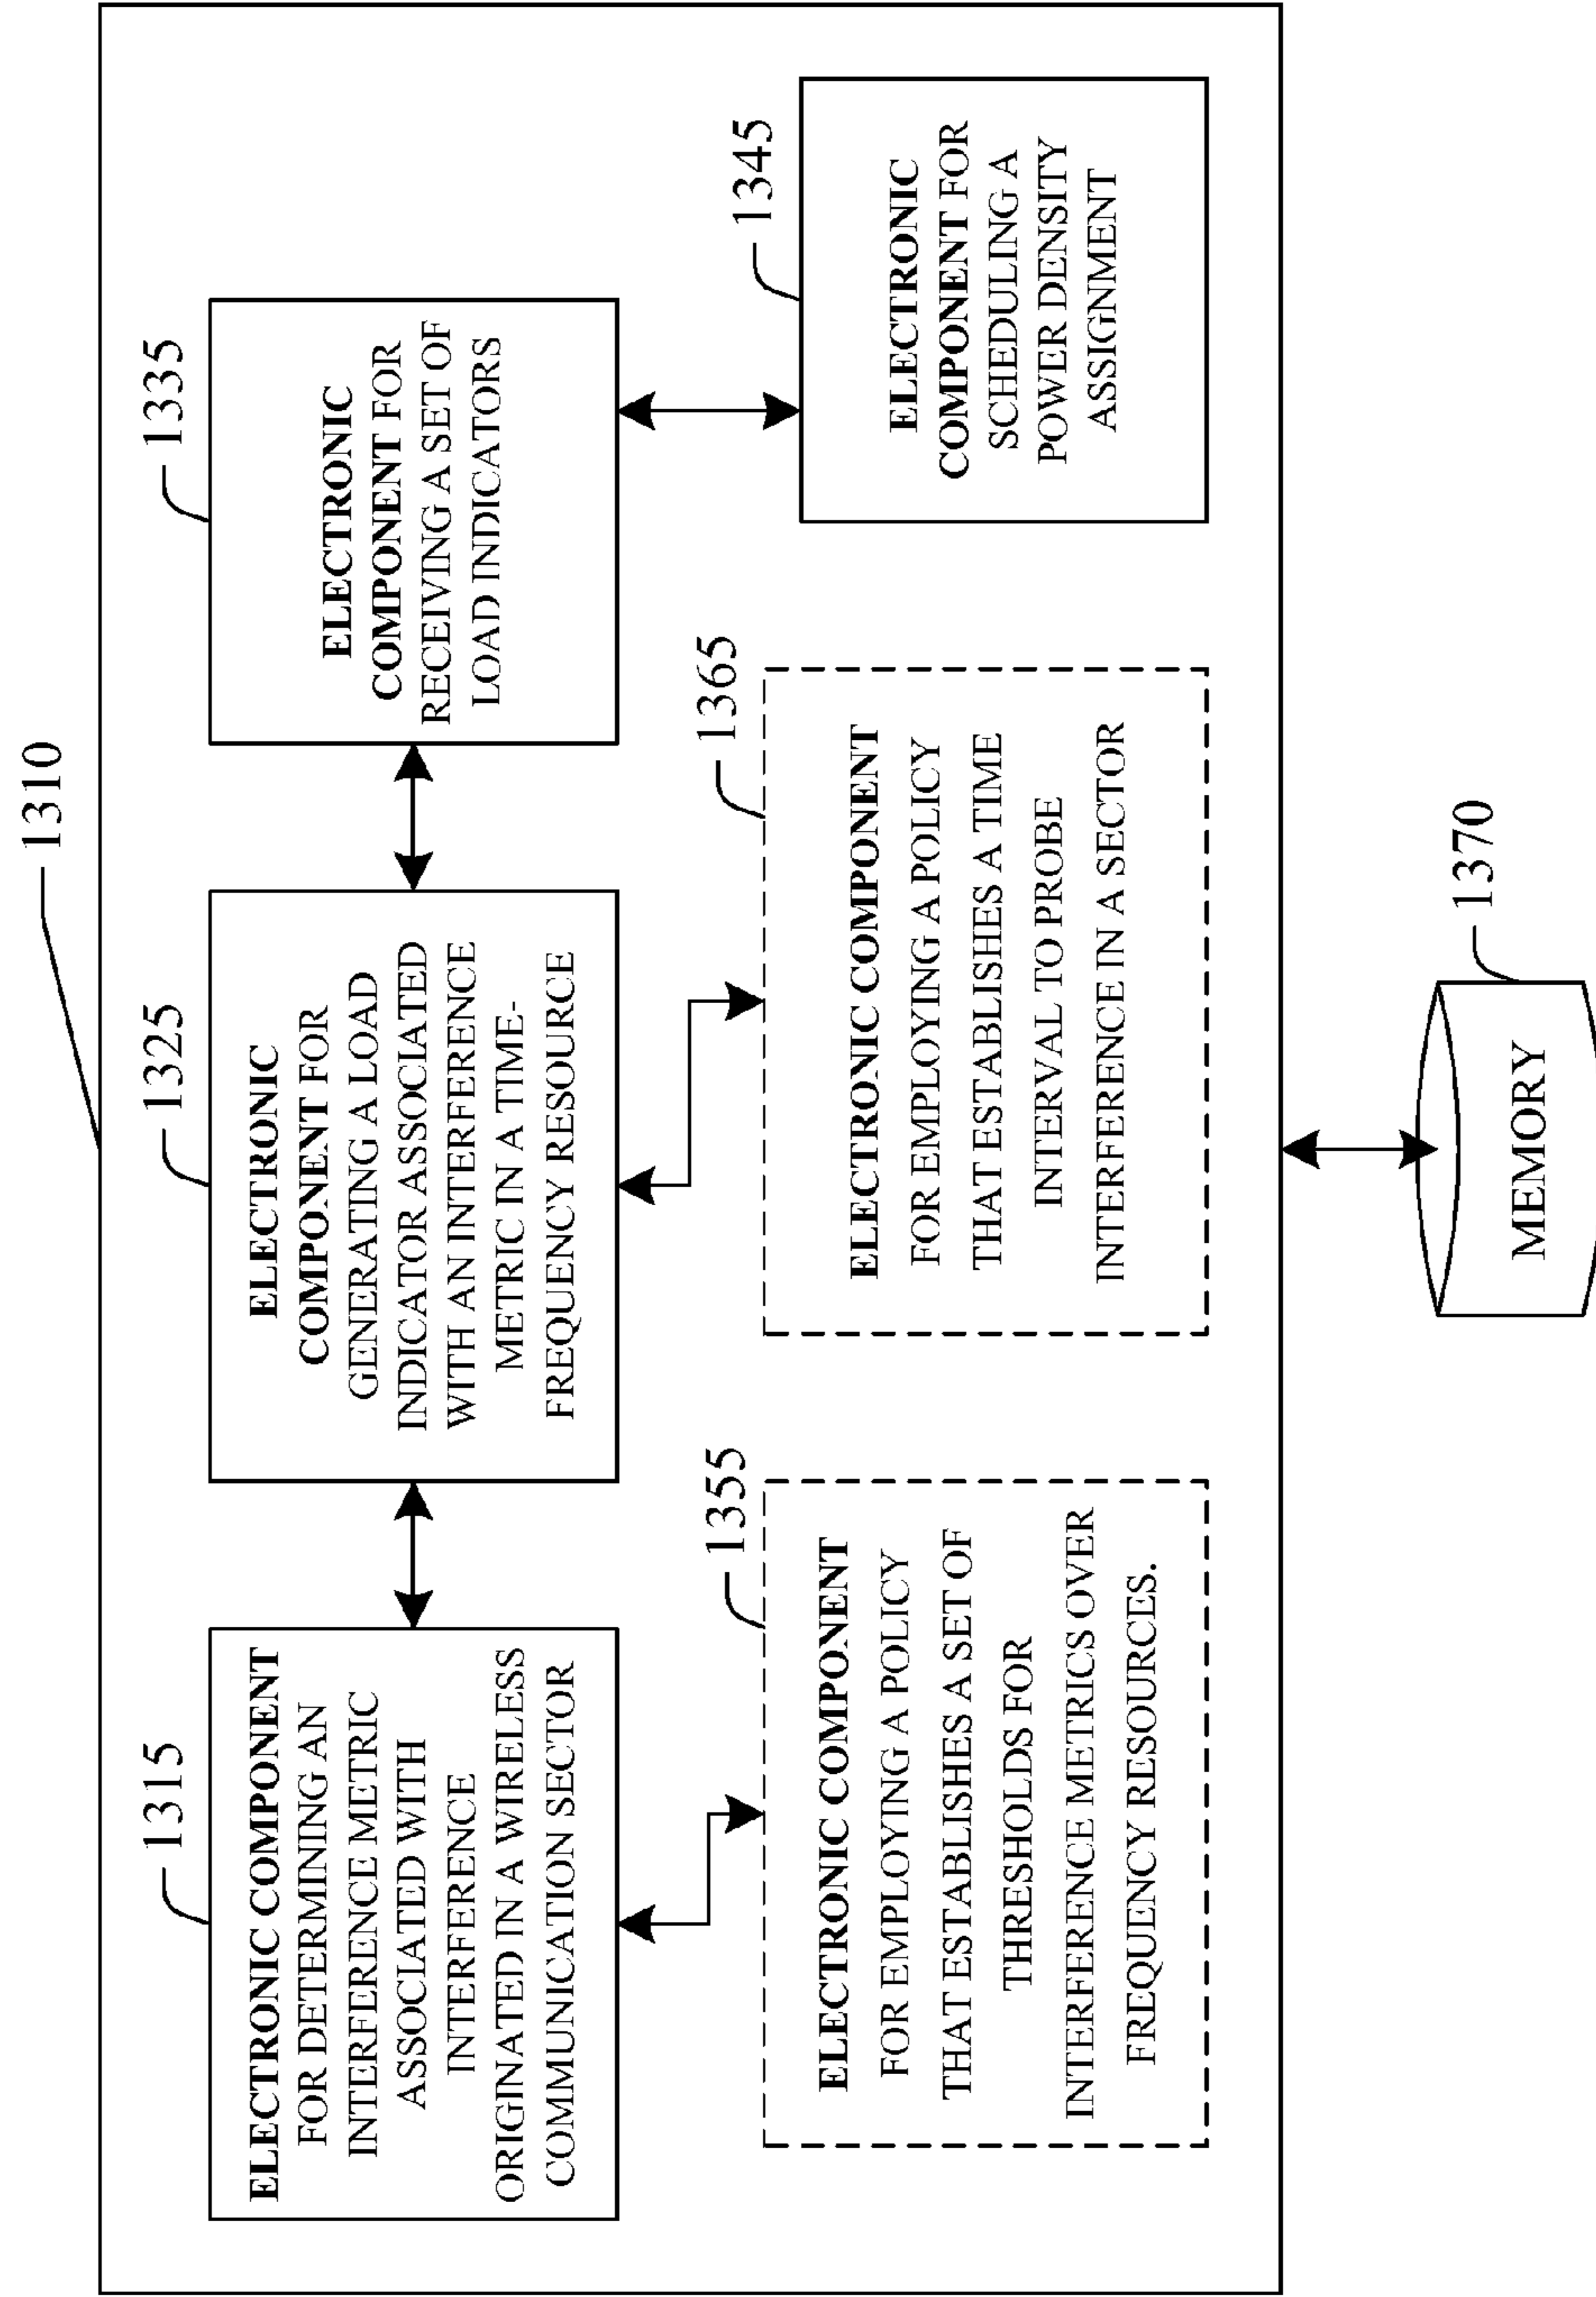 1310
1315
ELECTRONIC COMPONENT
FOR DETERMINING AN
INTERFERENCE METRIC
ASSOCIATED WITH
INTERFERENCE
ORIGINATED IN A WIRELESS
COMMUNICATION SECTOR
1325
ELECTRONIC
COMPONENT FOR
GENERATING A LOAD
INDICATOR ASSOCIATED
WITH AN INTERFERENCE
METRIC IN A TIME-
FREQUENCY RESOURCE
1335
ELECTRONIC
COMPONENT FOR
RECEIVING A SET OF
LOAD INDICATORS
1355
ELECTRONIC COMPONENT
FOR EMPLOYING A POLICY
THAT ESTABLISHES A SET OF
THRESHOLDS FOR
INTERFERENCE METRICS OVER
FREQUENCY RESOURCES.
1365
ELECTRONIC COMPONENT
FOR EMPLOYING A POLICY
THAT ESTABLISHES A TIME
INTERVAL TO PROBE
INTERFERENCE IN A SECTOR
1345
ELECTRONIC
COMPONENT FOR
SCHEDULING A
POWER DENSITY
ASSIGNMENT
1370
MEMORY